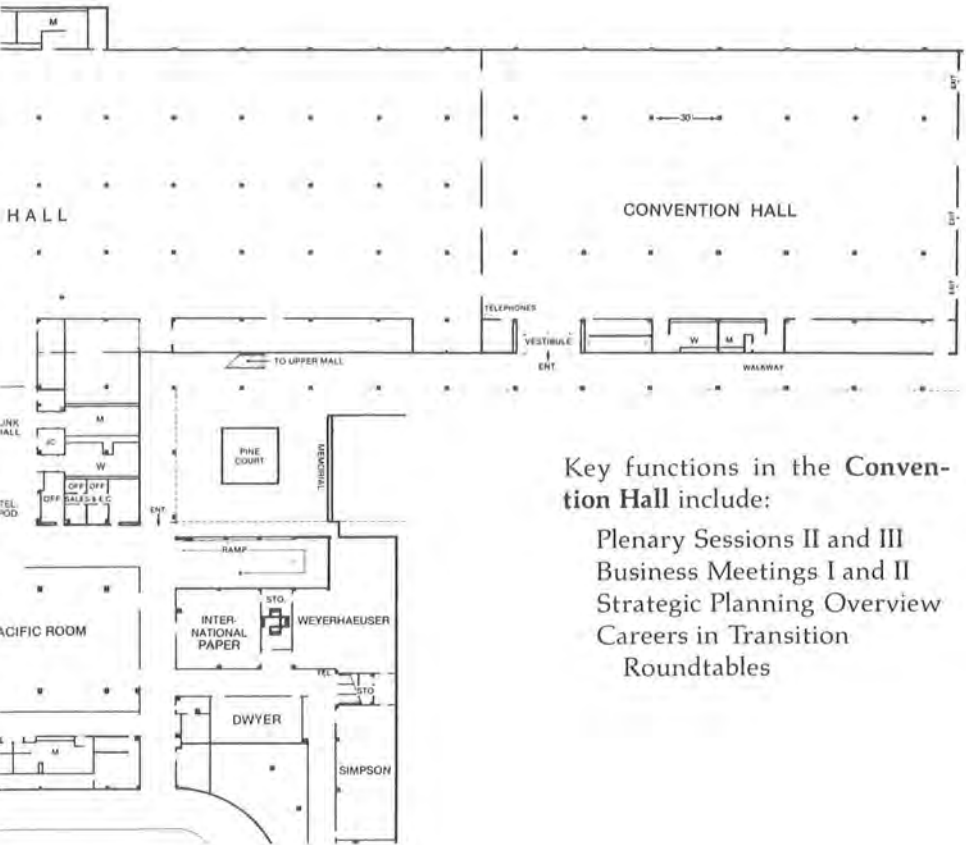 M
EXIT
30
HALL
CONVENTION HALL
EXIT
EXIT
TELEPHONES
VESTIBULE
ENT.
W
M
WALKWAY
TO UPPER MALL
M
W
OFF
OFF
OFF
SALES
PINE
COURT
MEMORIAL
ENT.
RAMP
STO.
INTER-
NATIONAL
PAPER
WEYERHAEUSER
ACIFIC ROOM
TEL.
STO
DWYER
M
SIMPSON
Key functions in the Conven-
tion Hall include:
Plenary Sessions II and III
Business Meetings I and II
Strategic Planning Overview
Careers in Transition
Roundtables